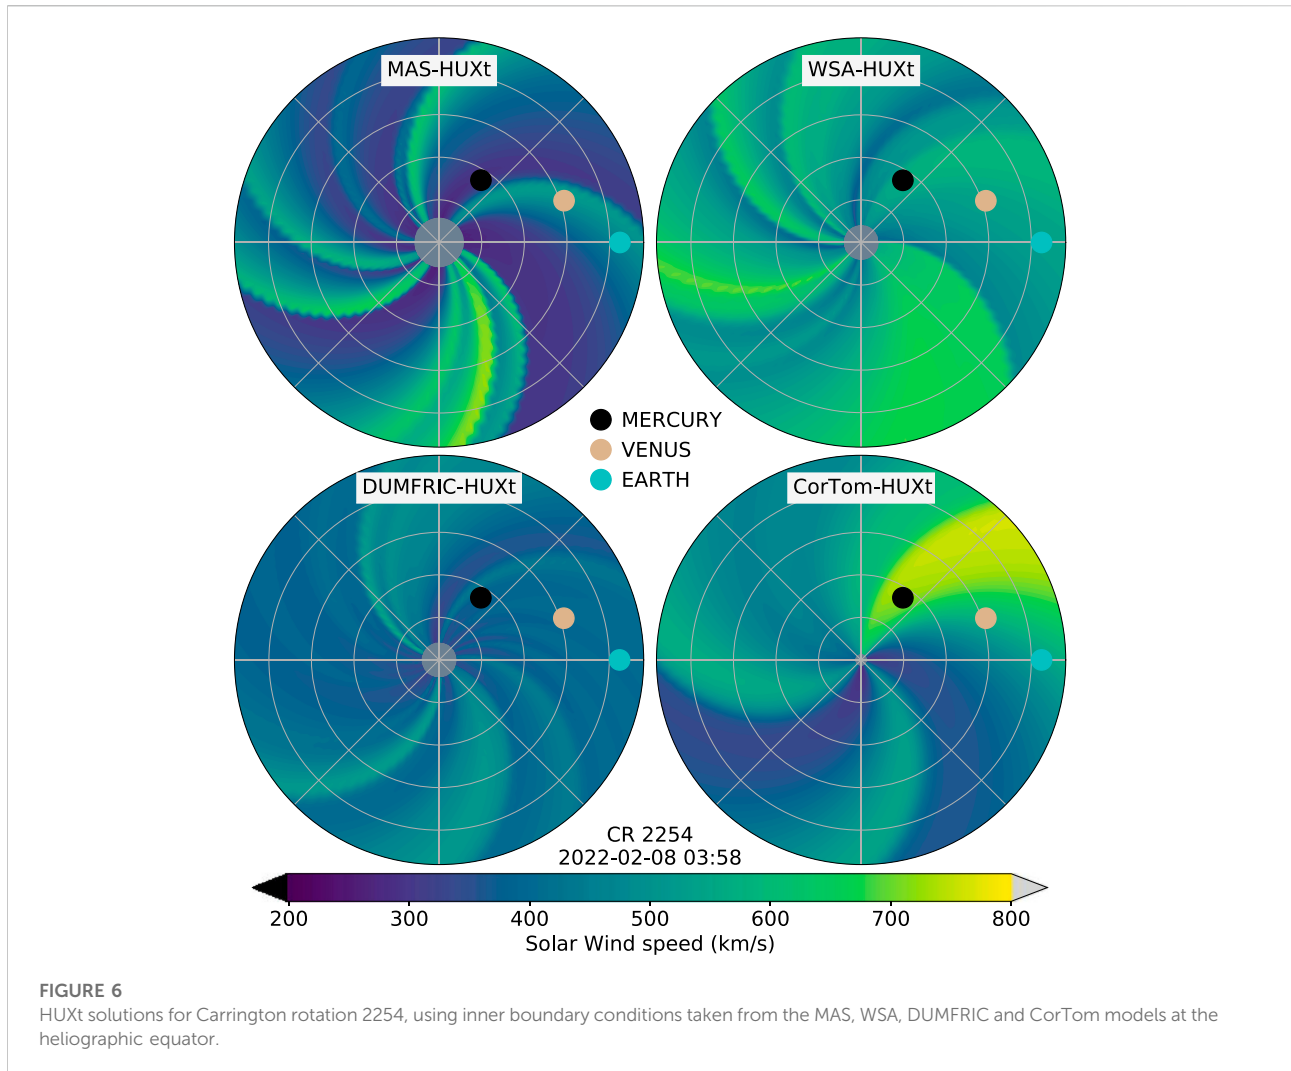 MAS-HUXt
WSA-HUXt
MERCURY
VENUS
EARTH
DUMFRIC-HUXt
CorTom-HUXt
CR 2254
2022-02-08 03:58
200 300 400 500 600 700 800
Solar Wind speed (km/s)
FIGURE 6
HUXt solutions for Carrington rotation 2254, using inner boundary conditions taken from the MAS, WSA, DUMFRIC and CorTom models at the
heliographic equator.